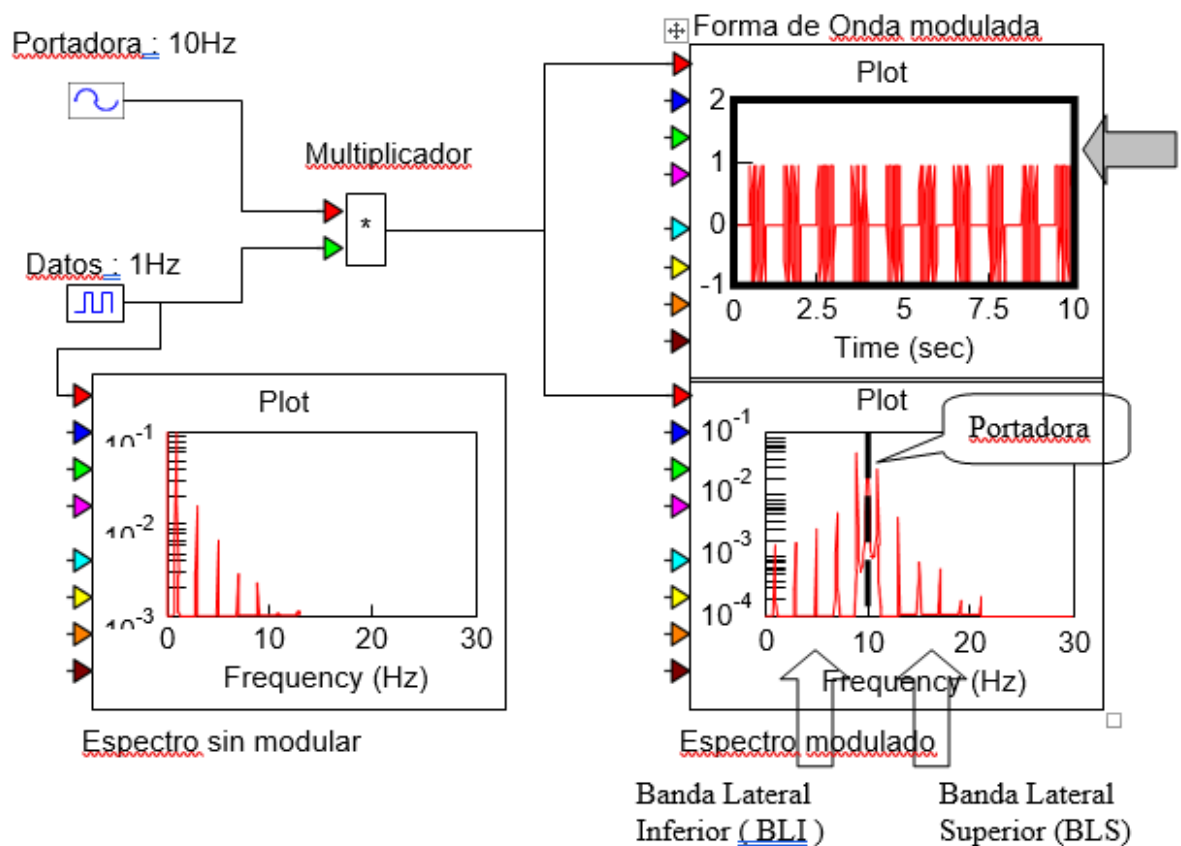 Portadora : 10Hz
Multiplicador
*
Datos : 1Hz
Plot
10-1
10-2
10-3
0 10 20 30
Frequency (Hz)
Espectro sin modular
Forma de Onda modulada
Plot
2
1
0
-1
0 2.5 5 7.5 10
Time (sec)
Plot
Portadora
10-1
10-2
10-3
10-4
0 10 20 30
Frequency (Hz)
Espectro modulado
Banda Lateral
Inferior ( BLI )
Banda Lateral
Superior (BLS)